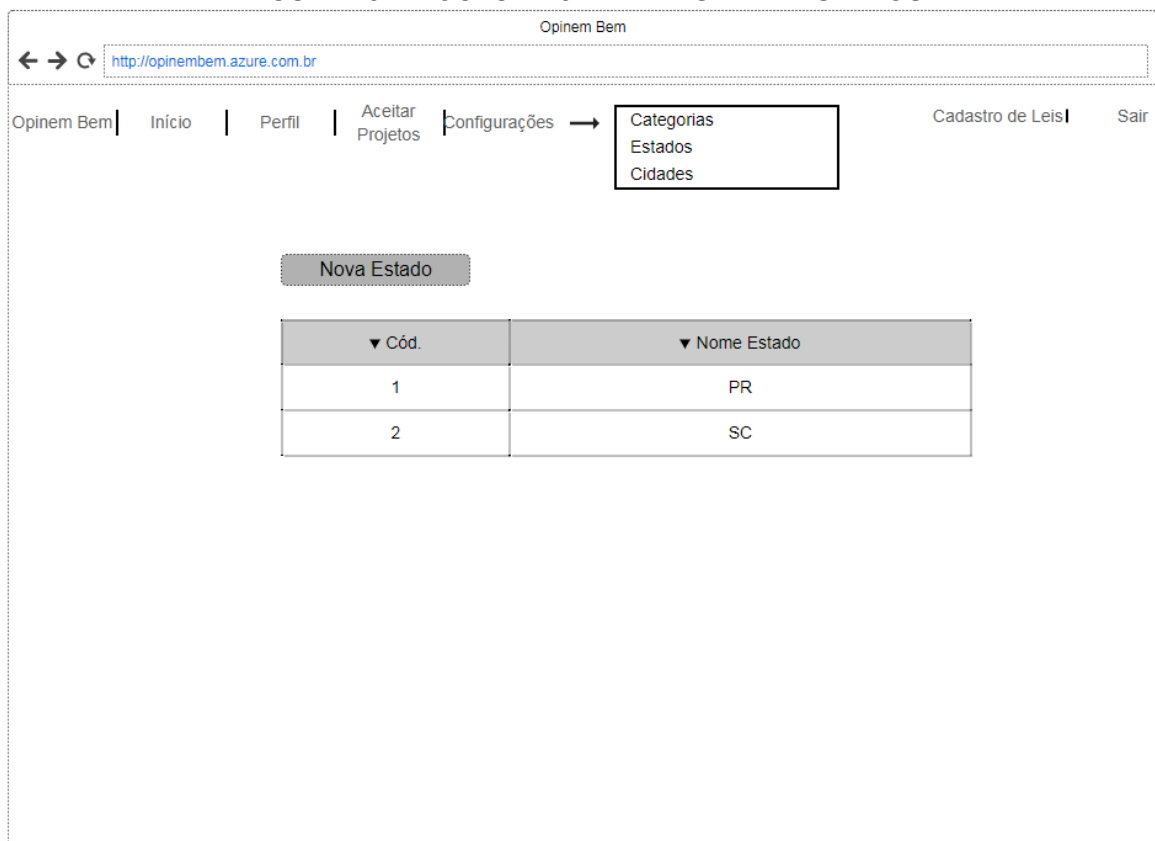 Opinem Bem
http://opinembem.azure.com.br
Opinem Bem
Início
Perfil
Aceitar
Projetos
Configurações
Categorias
Estados
Cidades
Cadastro de Leis
Sair
Nova Estado
▼ Cód.
▼ Nome Estado
1
PR
2
SC